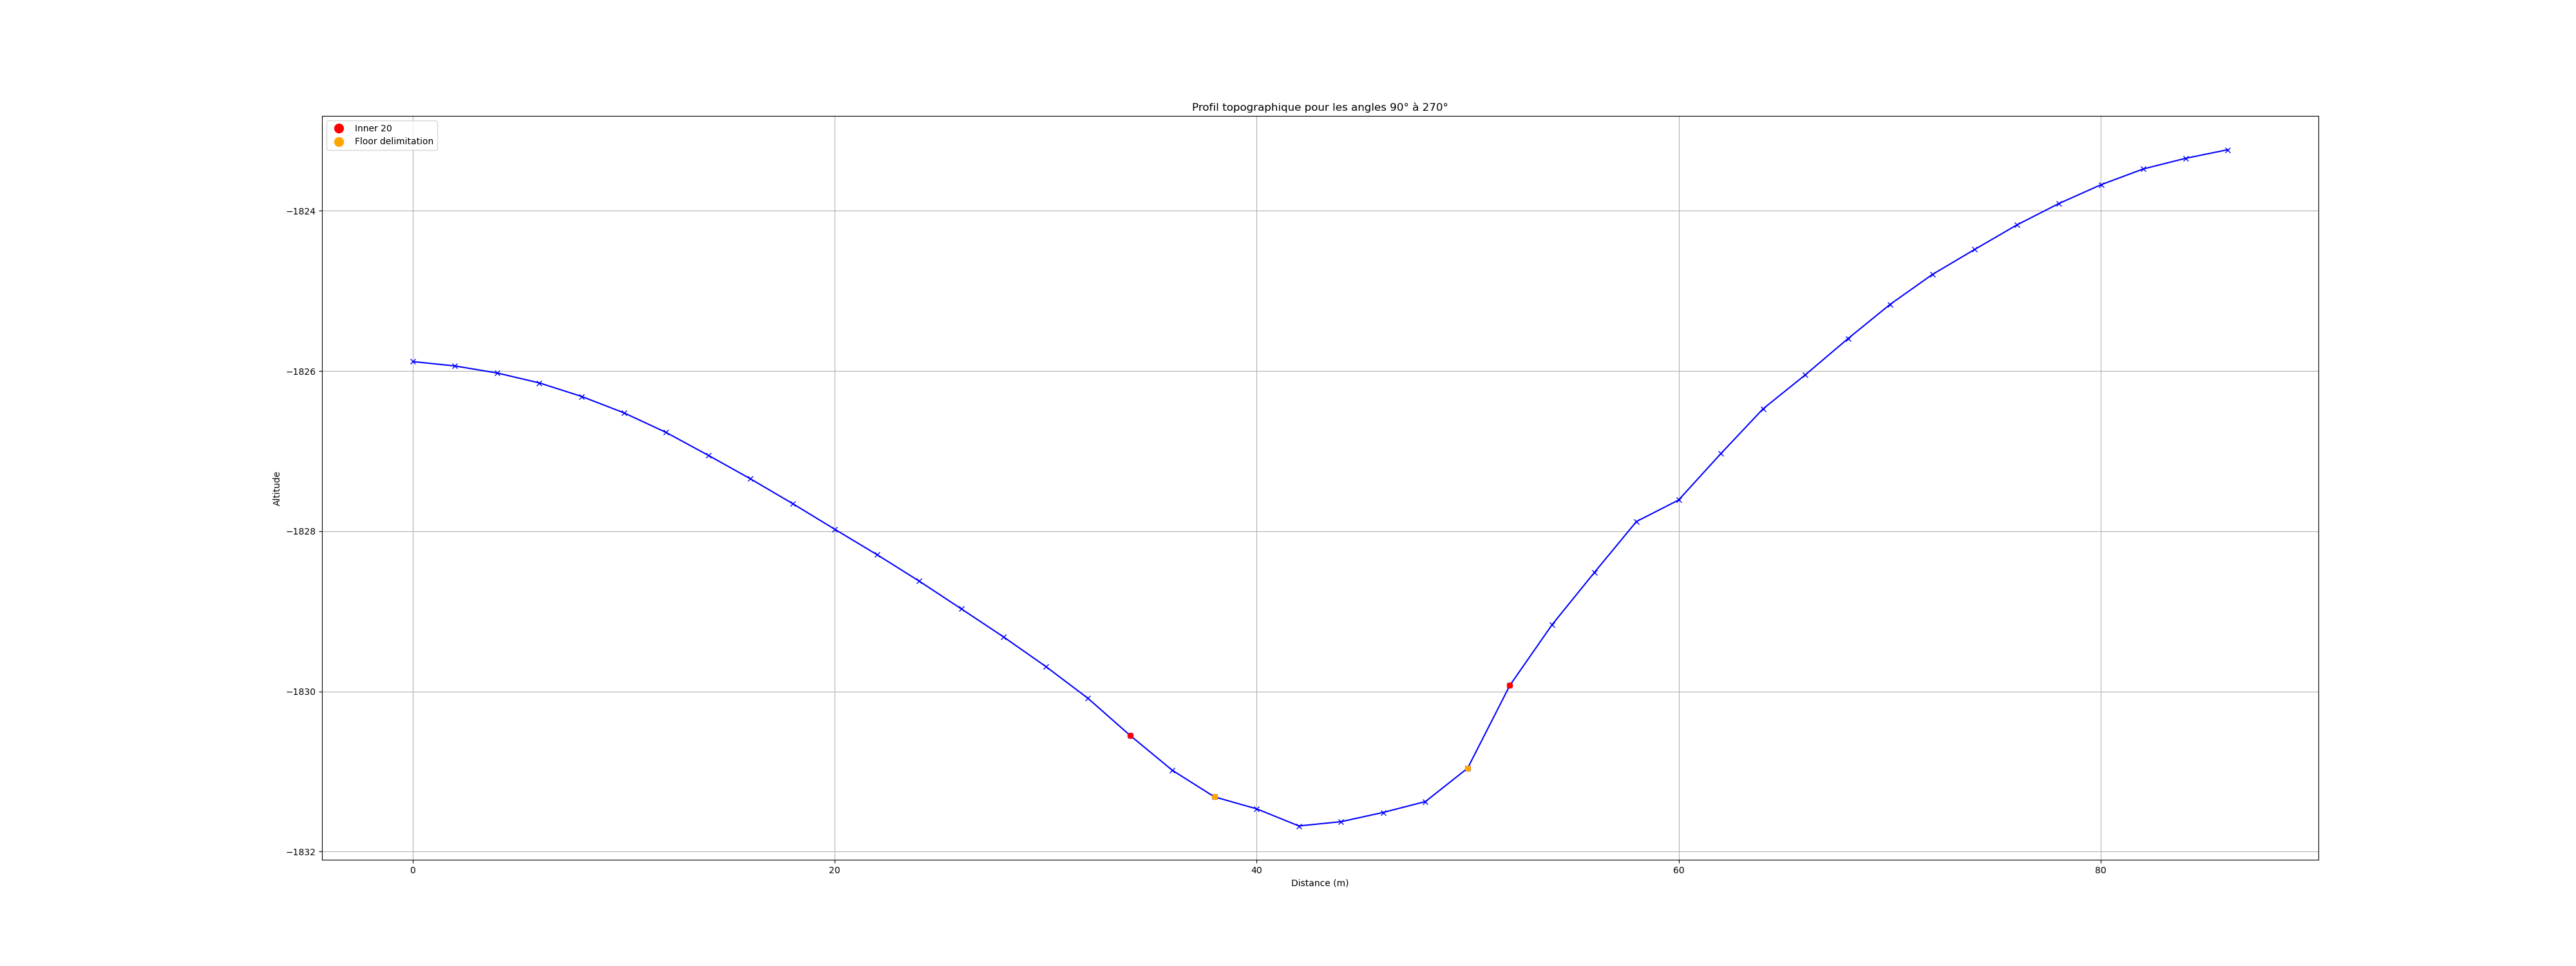 Profil topographique pour les angles 90° à 270°
Inner 20
Floor delimitation
−1824
−1826
−1828
−1830
−1832
Altitude
0
20
40
60
80
Distance (m)